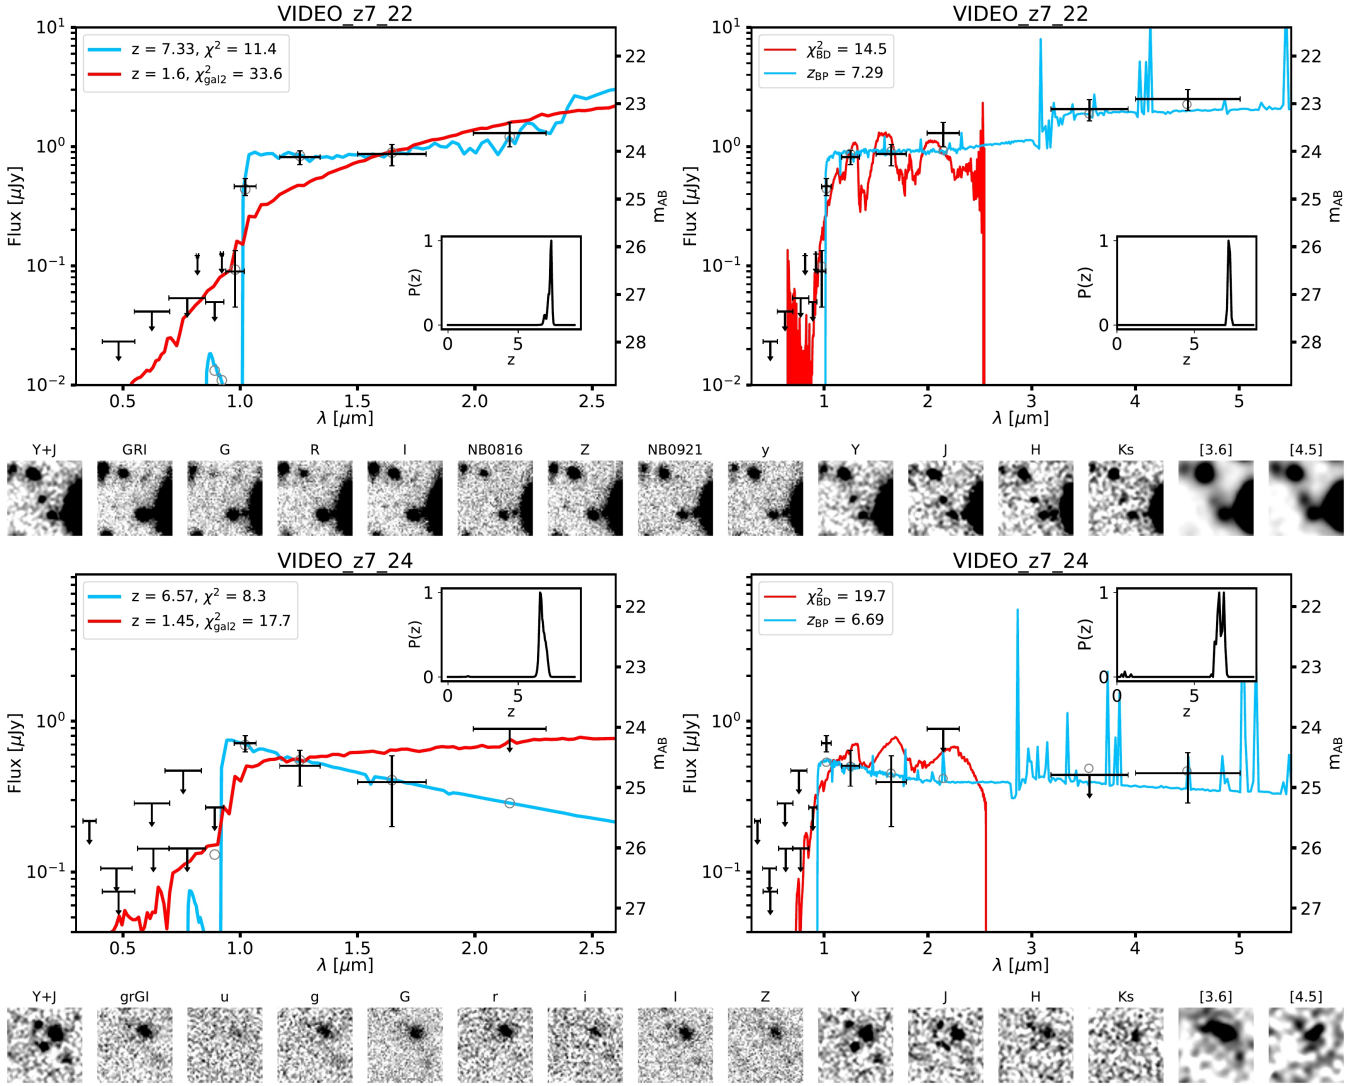 VIDEO_z7_22
z = 7.33, χ² = 11.4
z = 1.6, χ²gal2 = 33.6
Flux [μJy]
10¹
10⁰
10⁻¹
10⁻²
22
23
24
25
26
27
28
mAB
P(z)
1
0
0 5
z
0.5 1.0 1.5 2.0 2.5
λ [μm]
VIDEO_z7_22
χ²BD = 14.5
zBP = 7.29
Flux [μJy]
10¹
10⁰
10⁻¹
10⁻²
22
23
24
25
26
27
28
mAB
P(z)
1
0
0 5
z
1 2 3 4 5
λ [μm]
Y+J GRI G R I NB0816 Z NB0921 y Y J H Ks [3.6] [4.5]
VIDEO_z7_24
z = 6.57, χ² = 8.3
z = 1.45, χ²gal2 = 17.7
Flux [μJy]
10⁰
10⁻¹
22
23
24
25
26
27
mAB
P(z)
1
0
0 5
z
0.5 1.0 1.5 2.0 2.5
λ [μm]
VIDEO_z7_24
χ²BD = 19.7
zBP = 6.69
Flux [μJy]
10⁰
10⁻¹
22
23
24
25
26
27
mAB
P(z)
1
0
0 5
z
1 2 3 4 5
λ [μm]
Y+J grGI u g G r i I Z Y J H Ks [3.6] [4.5]